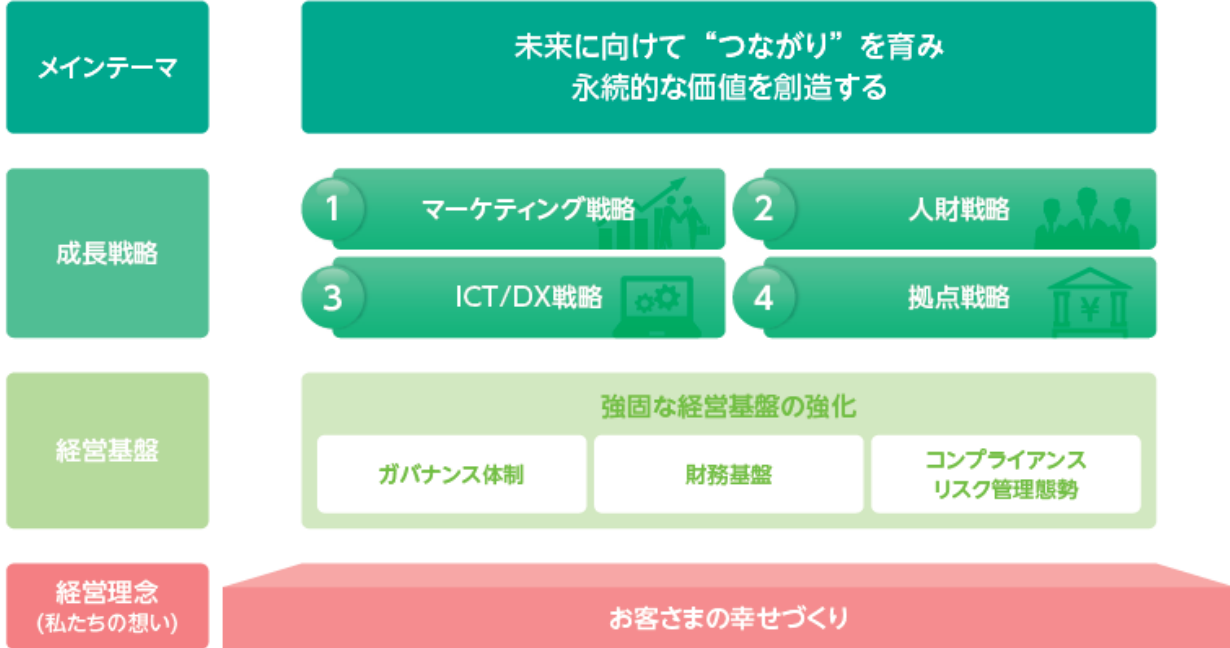 メインテーマ
未来に向けて“つながり”を育み
永続的な価値を創造する
成長戦略
1 マーケティング戦略
2 人財戦略
3 ICT/DX戦略
4 拠点戦略
¥
経営基盤
強固な経営基盤の強化
ガバナンス体制
財務基盤
コンプライアンス
リスク管理態勢
経営理念
(私たちの想い)
お客さまの幸せづくり